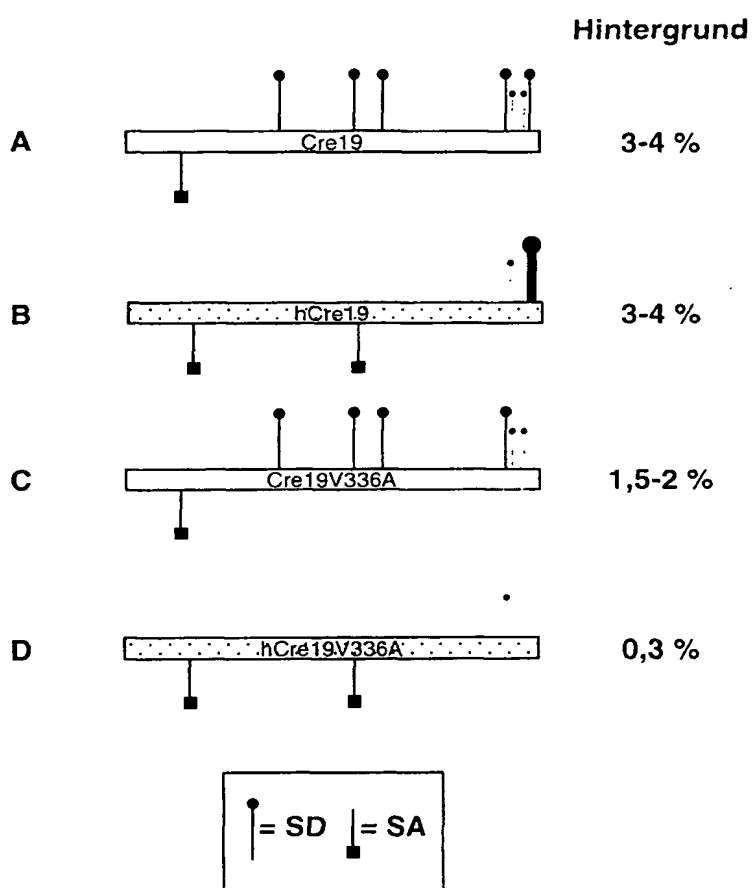 Hintergrund
A Cre19 3-4 %
B hCre19 3-4 %
C Cre19V336A 1,5-2 %
D hCre19V336A 0,3 %
= SD = SA